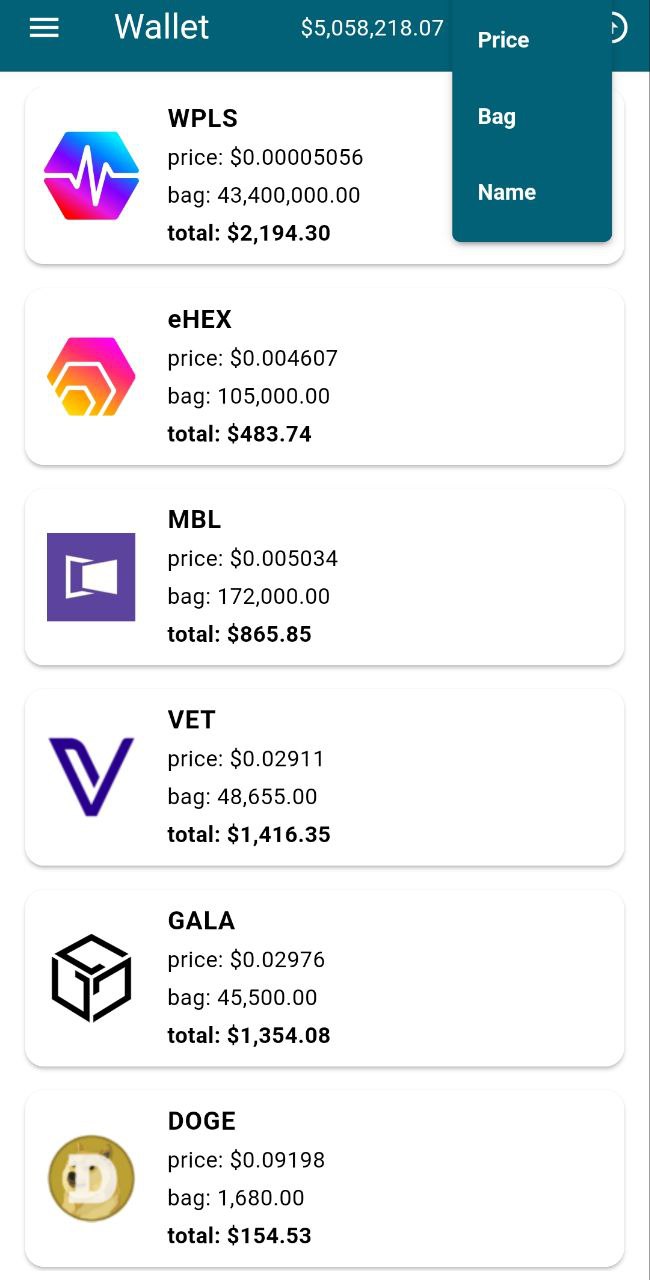 Wallet
$5,058,218.07
Price
Bag
Name
WPLS
price: $0.00005056
bag: 43,400,000.00
total: $2,194.30
eHEX
price: $0.004607
bag: 105,000.00
total: $483.74
MBL
price: $0.005034
bag: 172,000.00
total: $865.85
VET
price: $0.02911
bag: 48,655.00
total: $1,416.35
GALA
price: $0.02976
bag: 45,500.00
total: $1,354.08
DOGE
price: $0.09198
bag: 1,680.00
total: $154.53